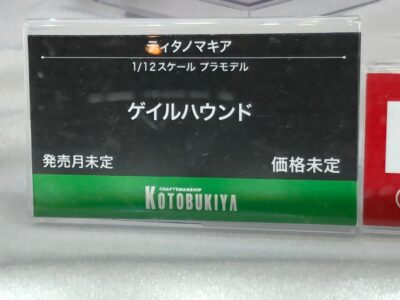 ティタノマキア
1/12スケール プラモデル
ゲイルハウンド
発売月未定 価格未定
CRAFTSMANSHIP
KOTOBUKIYA